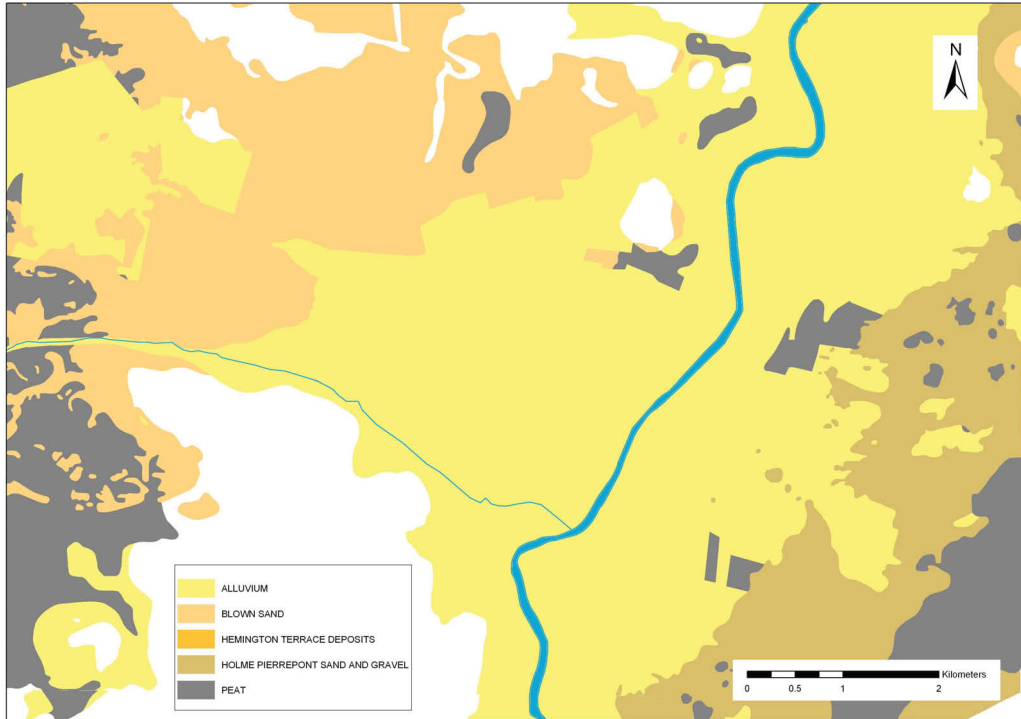 N
ALLUVIUM
BLOWN SAND
HEMINGTON TERRACE DEPOSITS
HOLME PIERREPONT SAND AND GRAVEL
PEAT
Kilometers
0 0.5 1 2